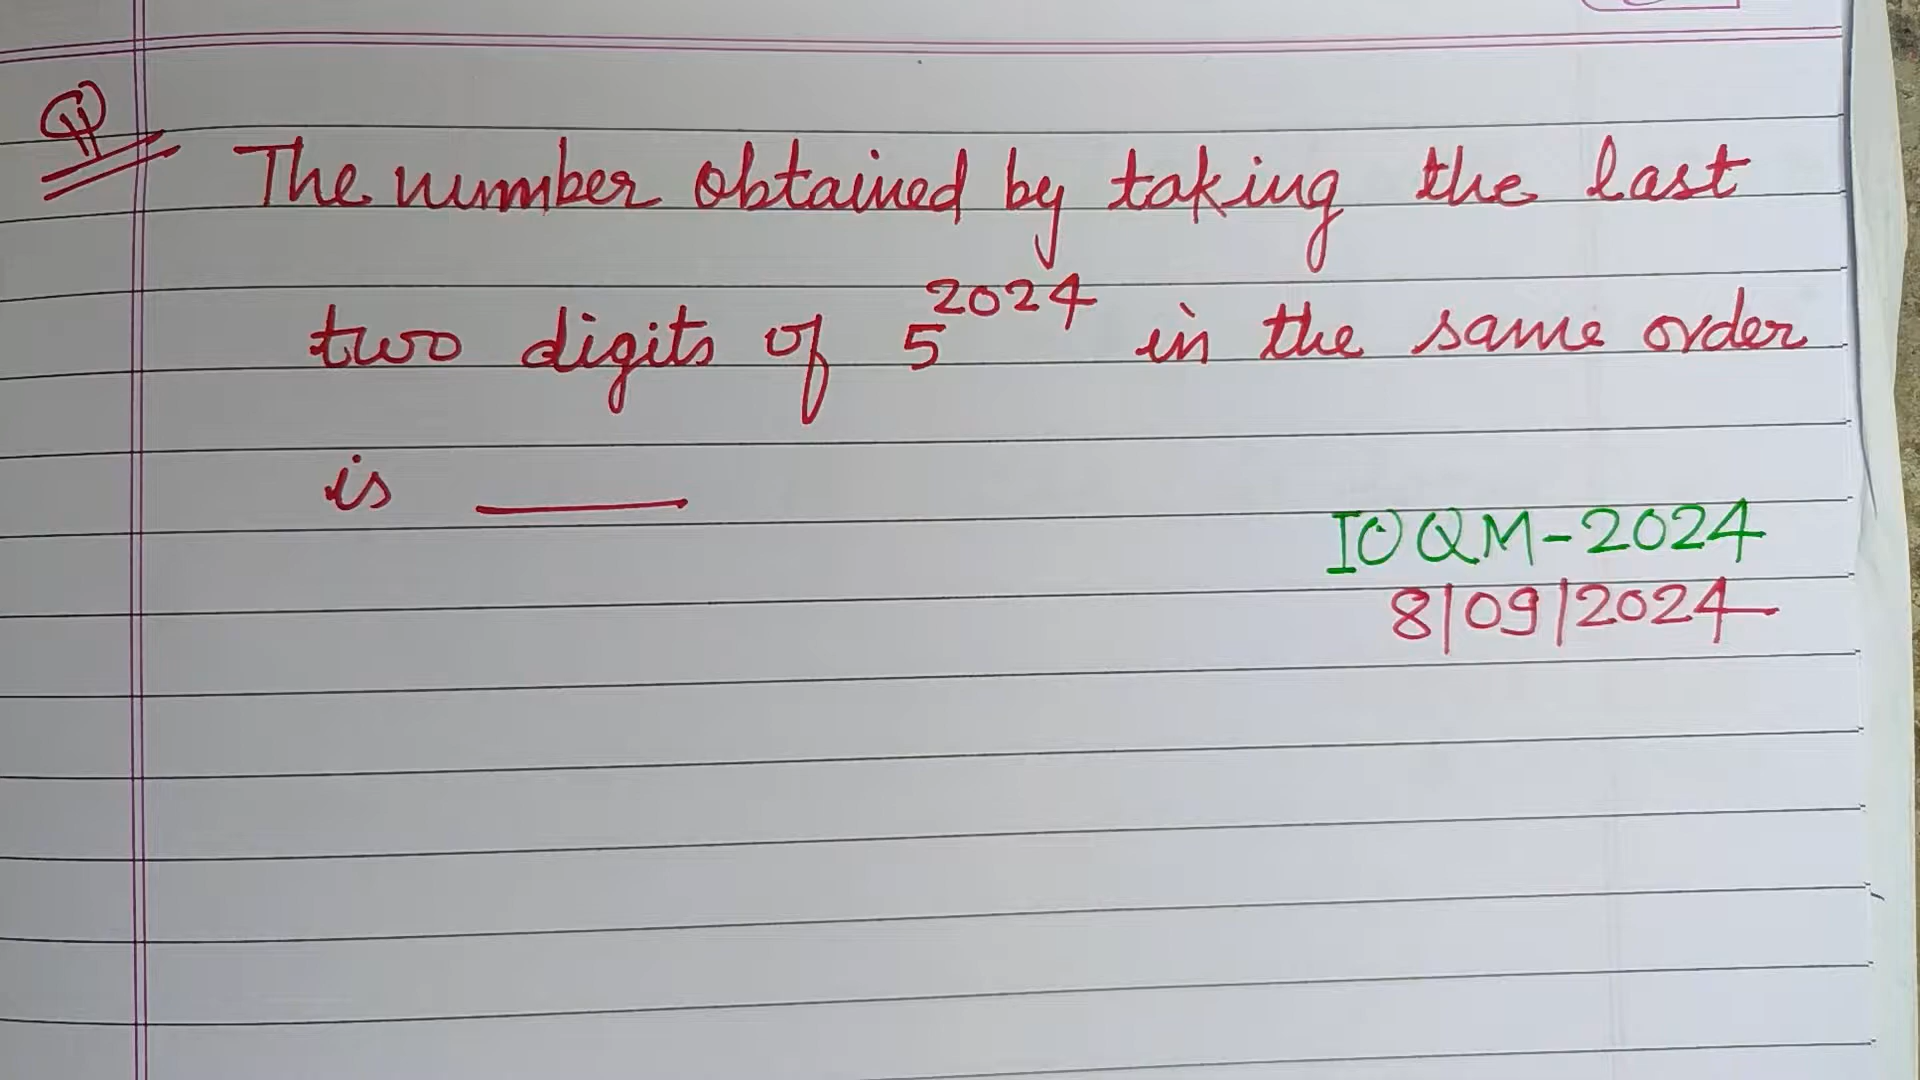 Q
The number obtained by taking the last
two digits of 5^2024 in the same order
is ____
IOQM-2024
8/09/2024